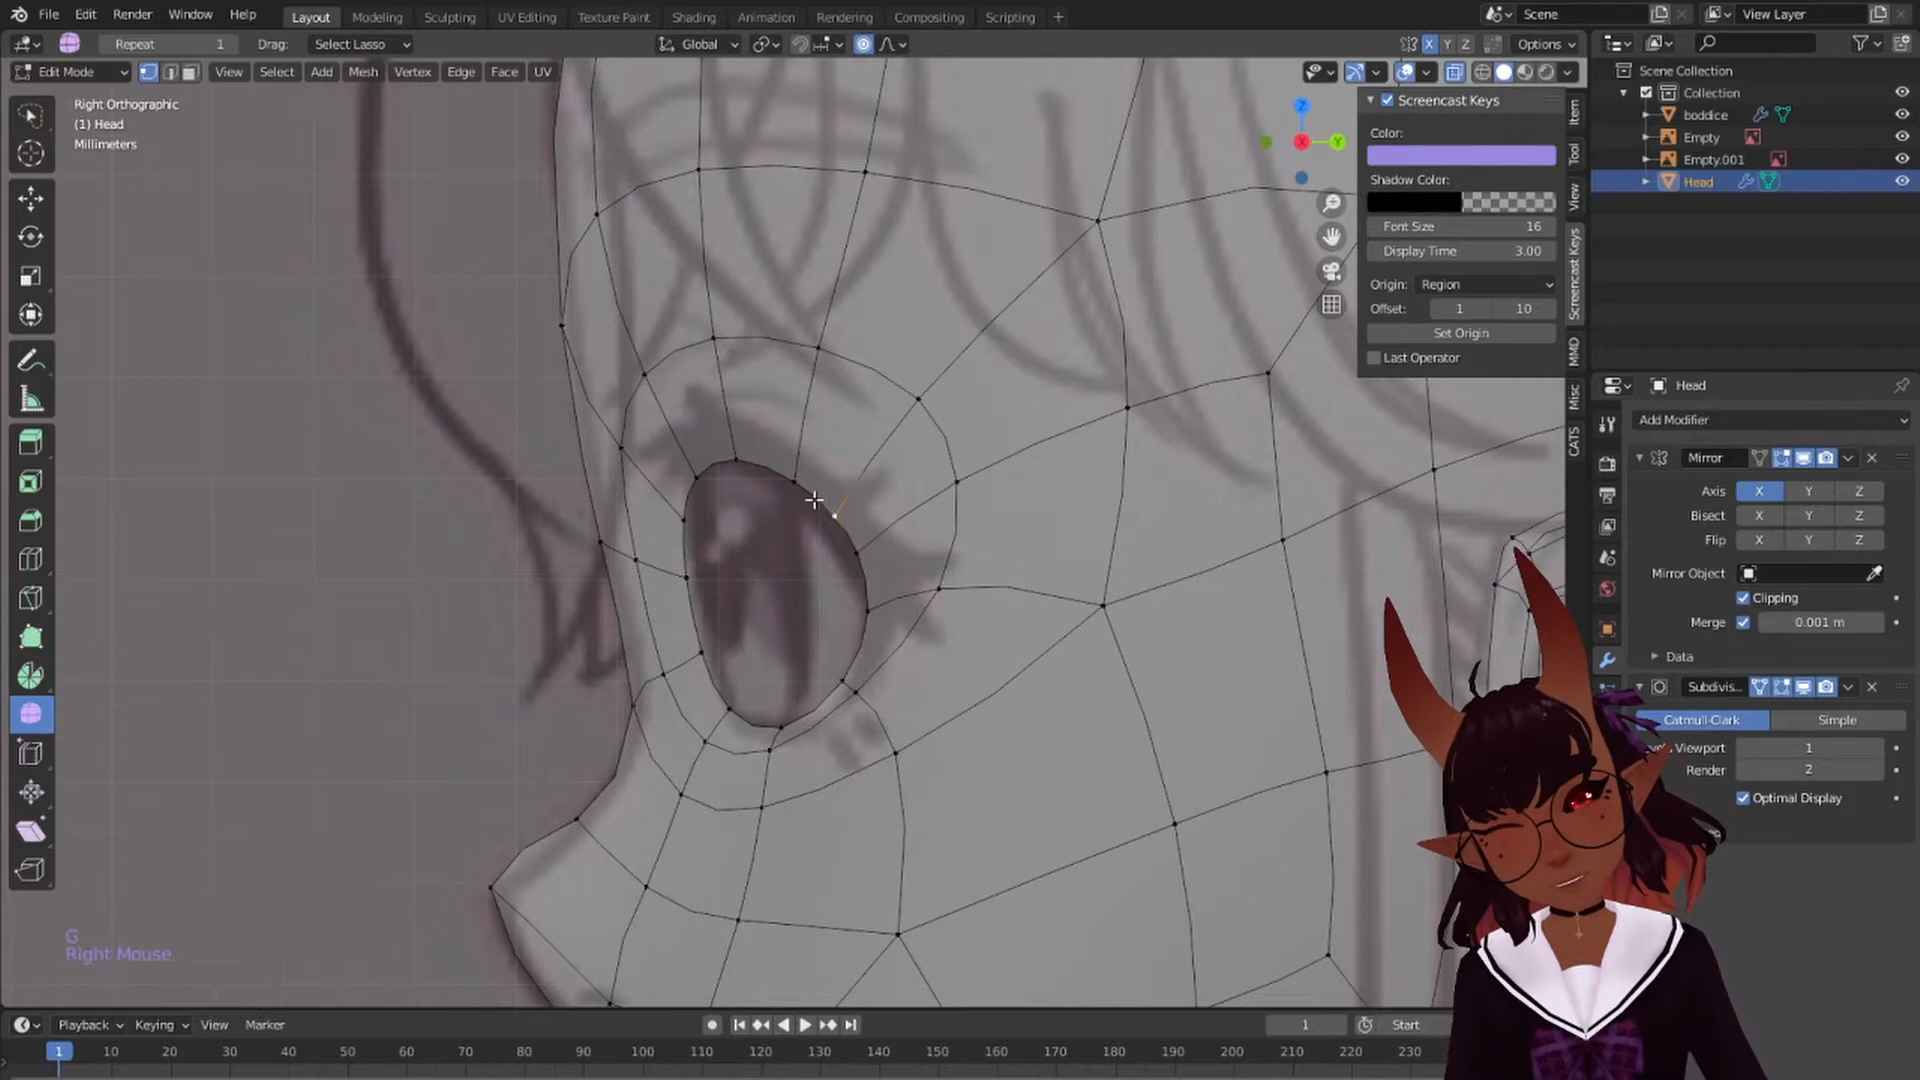 File Edit Render Window Help
Layout Modeling Sculpting UV Editing Texture Paint Shading Animation Rendering Compositing Scripting +
Scene
View Layer
Repeat 1 Drag: Select Lasso
Global
X Y Z
Options
Edit Mode
View Select Add Mesh Vertex Edge Face UV
Right Orthographic
(1) Head
Millimeters
Z
X
Y
Screencast Keys
Color:
Shadow Color:
Font Size 16
Display Time 3.00
Origin: Region
Offset: 1 10
Set Origin
Last Operator
Item
Tool
View
Screencast Keys
MMD
Misc
CATS
Scene Collection
Collection
boddice
Empty
Empty.001
Head
Head
Add Modifier
Mirror
Axis X Y Z
Bisect X Y Z
Flip X Y Z
Mirror Object
Clipping
Merge 0.001 m
Data
Subdivis...
Catmull-Clark Simple
Viewport 1
Render 2
Optimal Display
G
Right Mouse
Playback Keying View Marker
1 Start
1 10 20 30 40 50 60 70 80 90 100 110 120 130 140 150 160 170 180 190 200 210 220 230